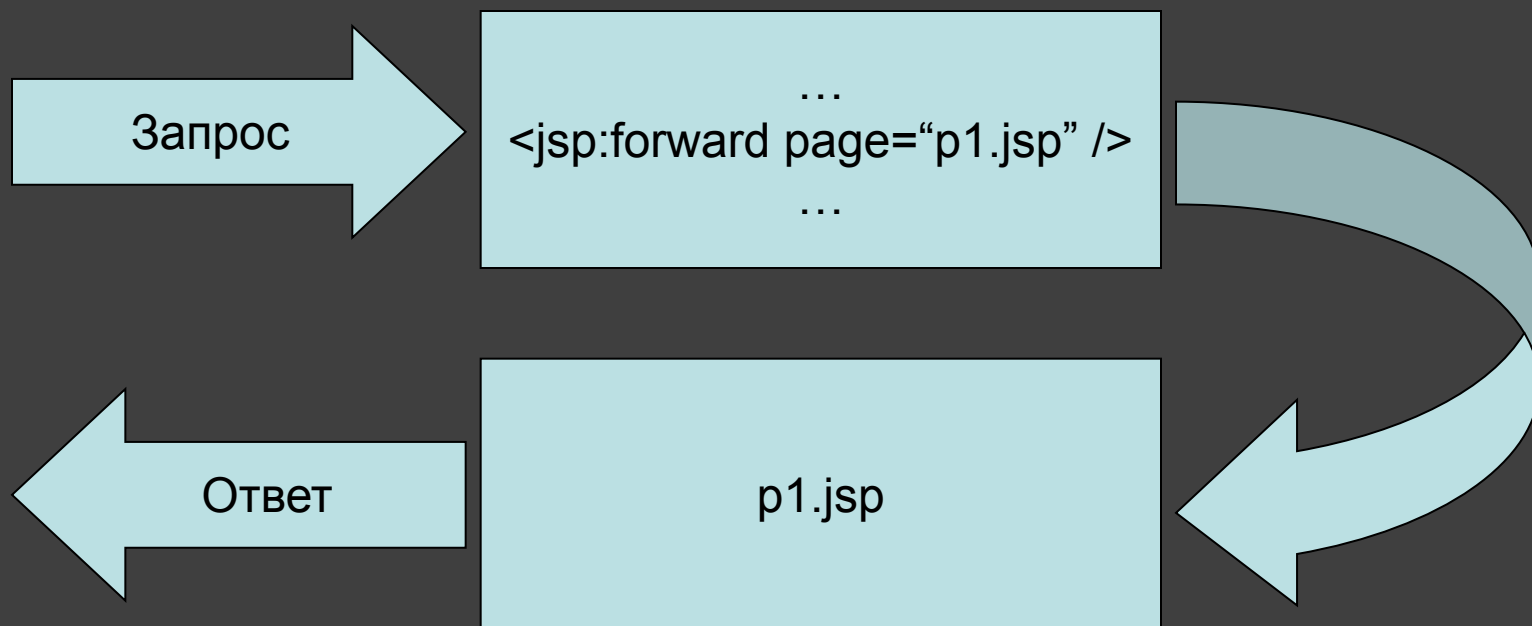 Запрос
…
<jsp:forward page=“p1.jsp” />
…
Ответ
p1.jsp